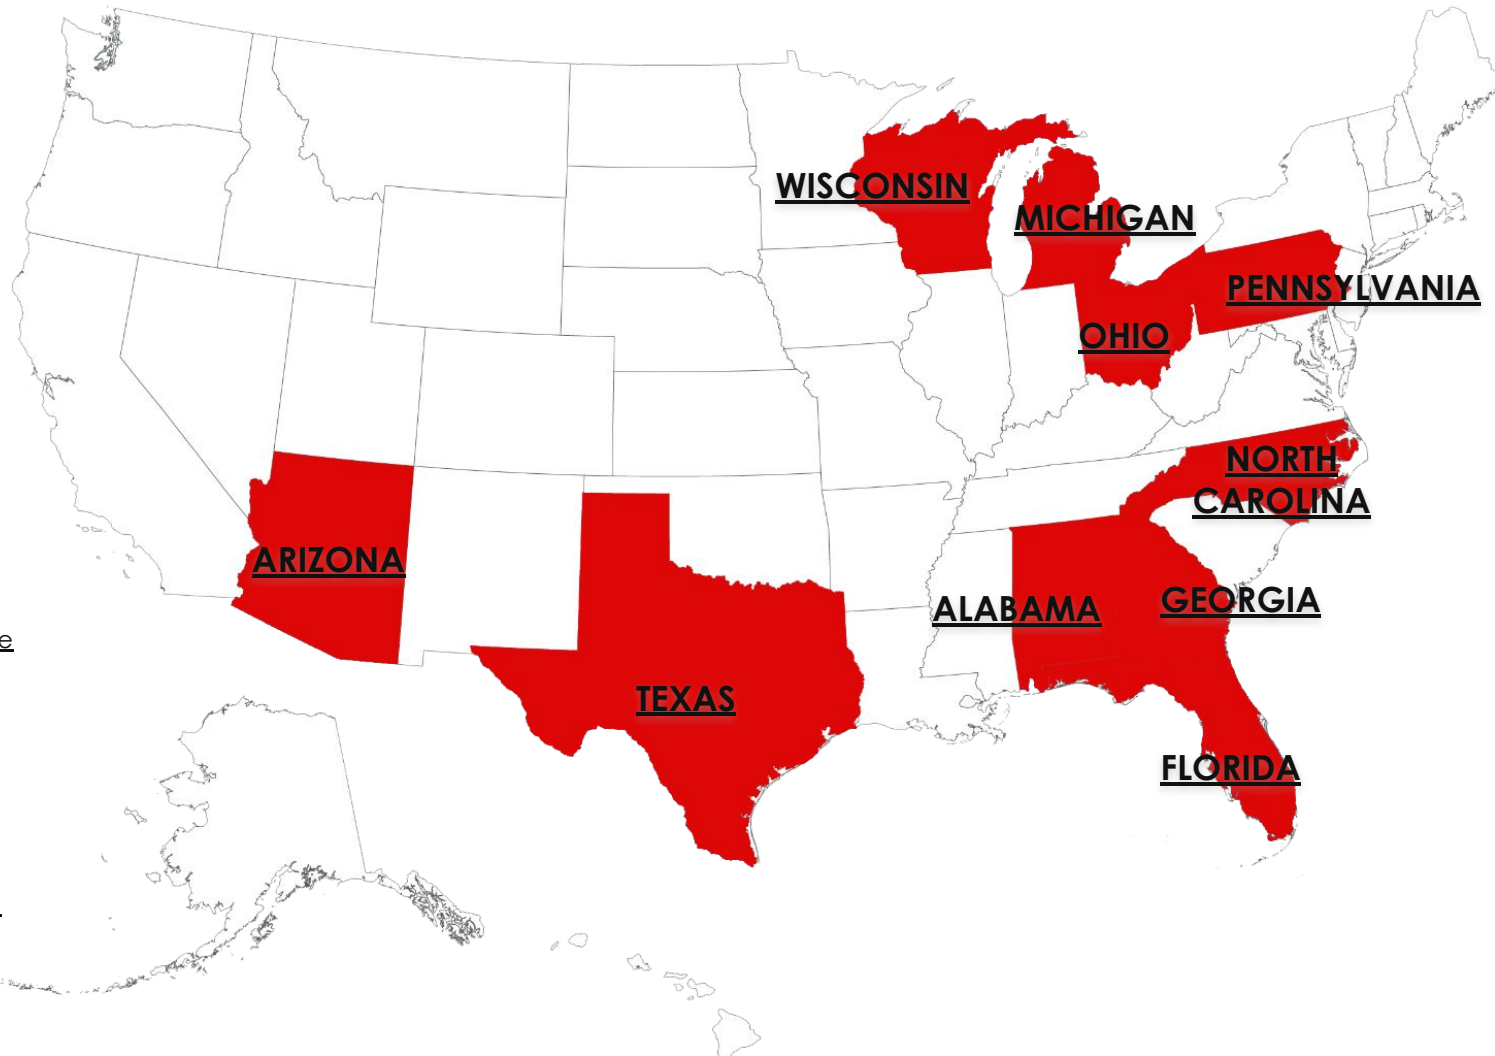 WISCONSIN
MICHIGAN
PENNSYLVANIA
OHIO
NORTH
CAROLINA
ARIZONA
ALABAMA
GEORGIA
e
TEXAS
FLORIDA